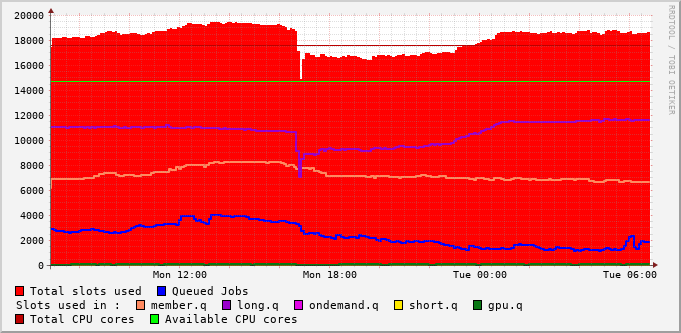 20000
18000
16000
14000
12000
10000
8000
6000
4000
2000
0
Mon 12:00 Mon 18:00 Tue 00:00 Tue 06:00
RRDTOOL / TOBI OETIKER
Total slots used Queued Jobs
Slots used in : member.q long.q ondemand.q short.q gpu.q
Total CPU cores Available CPU cores